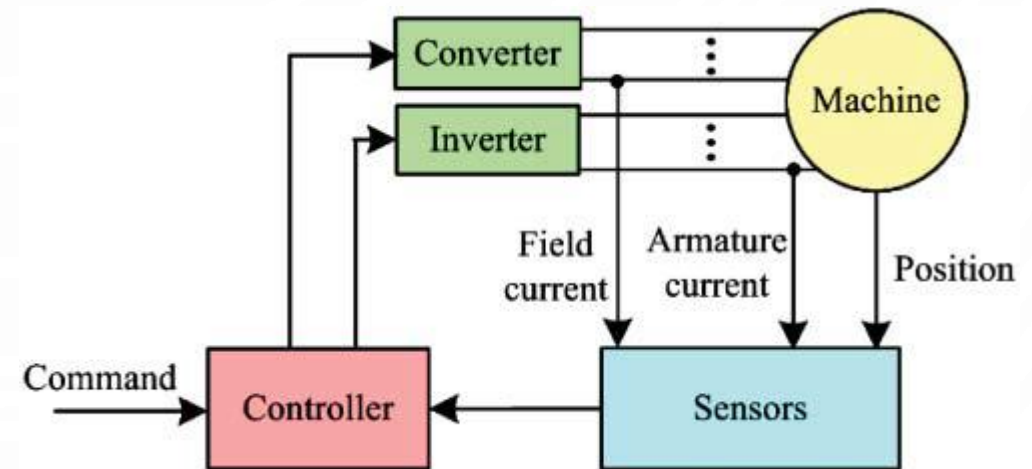 Converter
Machine
Inverter
Field
current
Armature
current
Position
Command
Controller
Sensors